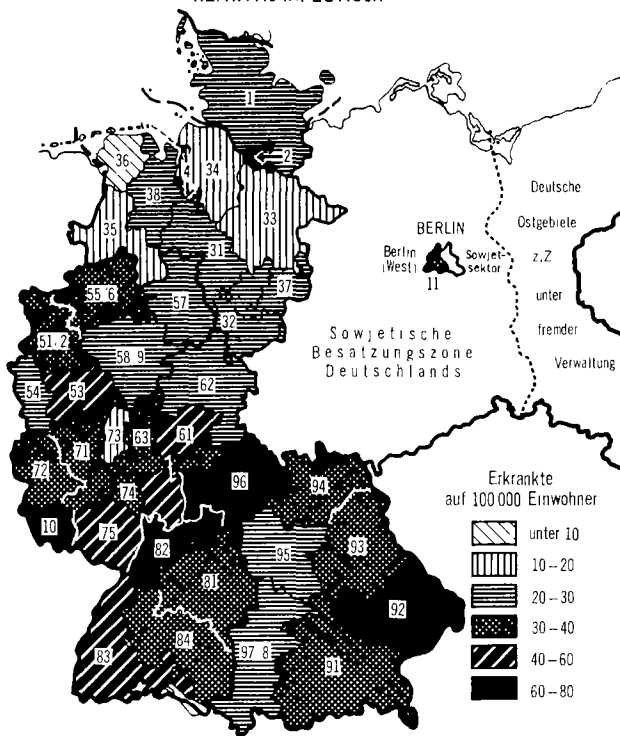 1
2
36
4
34
38
33
35
31
Deutsche
Ostgebiete
z.Z
unter
fremder
Verwaltung
BERLIN
Berlin
(West)
Sowjet-
sektor
11
37
55/6
57
32
51/2
58/9
62
54
53
Sowjetische
Besatzungszone
Deutschlands
73
63
61
71
72
74
96
94
10
75
82
95
93
81
92
84
83
97/8
91
Erkrankte
auf 100 000 Einwohner
unter 10
10–20
20–30
30–40
40–60
60–80